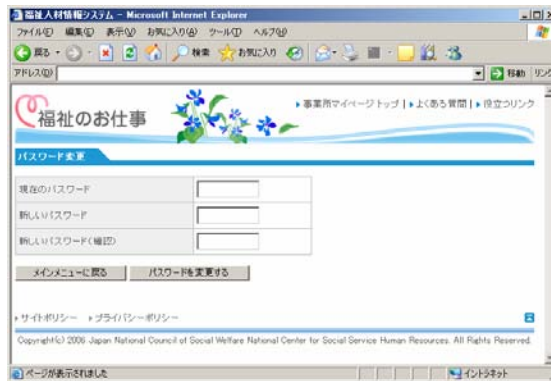 福祉人材情報システム - Microsoft Internet Explorer
ファイル(F) 編集(E) 表示(V) お気に入り(A) ツール(T) ヘルプ(H)
戻る 検索 お気に入り
アドレス(D) 移動 リンク
福祉のお仕事
事業所マイページトップ | よくある質問 | 役立つリンク
パスワード変更
現在のパスワード
新しいパスワード
新しいパスワード(確認)
メインメニューに戻る パスワードを変更する
サイトポリシー プライバシーポリシー
Copyright(c) 2006 Japan National Council of Social Welfare National Center for Social Service Human Resources. All Rights Reserved.
ページが表示されました イントラネット